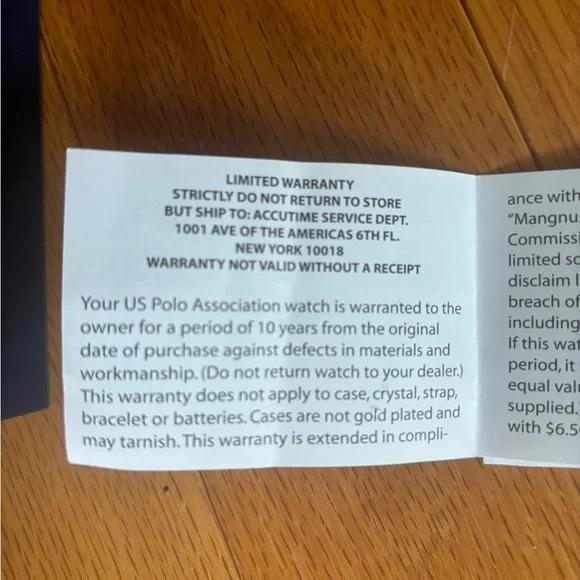 LIMITED WARRANTY
STRICTLY DO NOT RETURN TO STORE
BUT SHIP TO: ACCUTIME SERVICE DEPT.
1001 AVE OF THE AMERICAS 6TH FL.
NEW YORK 10018
WARRANTY NOT VALID WITHOUT A RECEIPT
Your US Polo Association watch is warranted to the
owner for a period of 10 years from the original
date of purchase against defects in materials and
workmanship. (Do not return watch to your dealer.)
This warranty does not apply to case, crystal, strap,
bracelet or batteries. Cases are not gold plated and
may tarnish. This warranty is extended in compli-
ance with
"Mangnu
Commissi
limited sc
disclaim l
breach of
including
If this wat
period, it
equal valu
supplied.
with $6.5